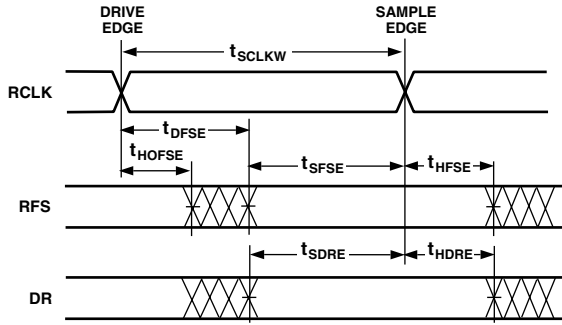 DRIVE
EDGE
SAMPLE
EDGE
tSCLKW
RCLK
tDFSE
tHOFSE
tSFSE
tHFSE
RFS
tSDRE
tHDRE
DR